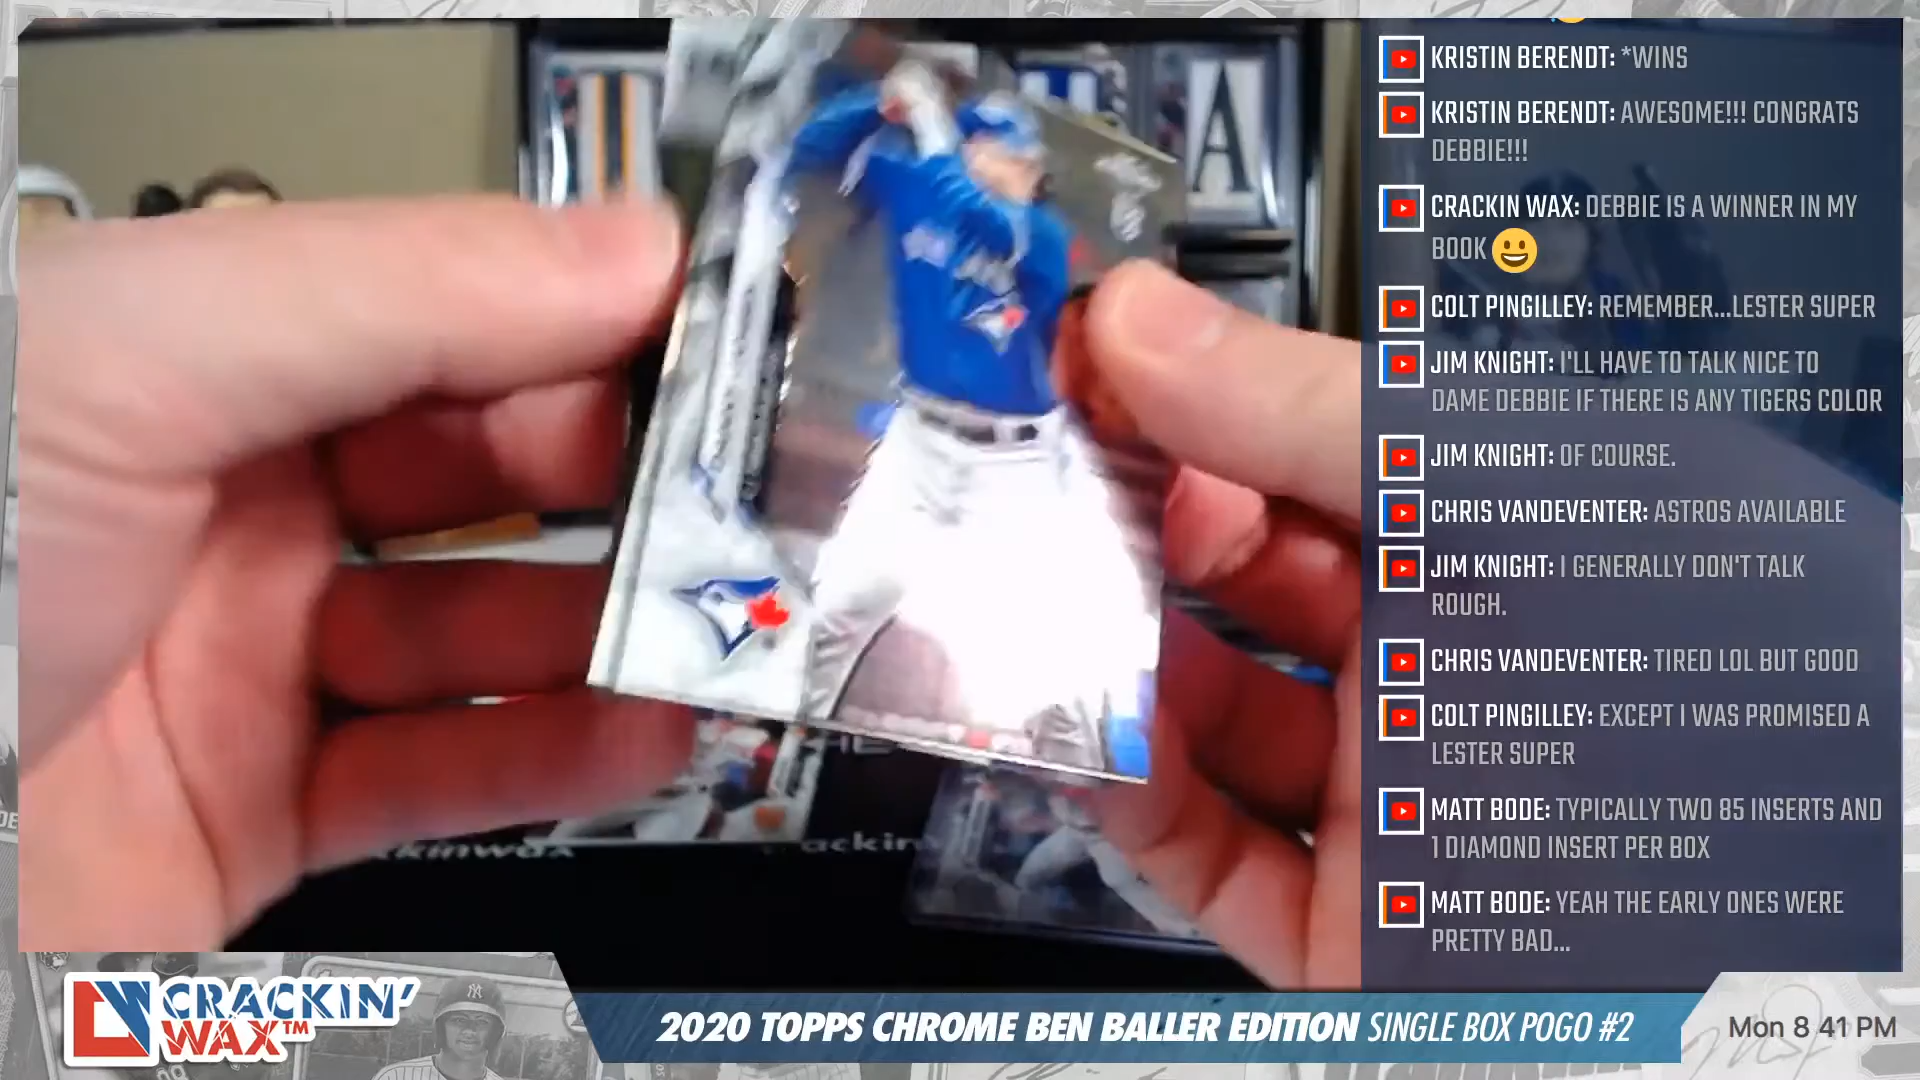 KRISTIN BERENDT: *WINS
KRISTIN BERENDT: AWESOME!!! CONGRATS
DEBBIE!!!
CRACKIN WAX: DEBBIE IS A WINNER IN MY
BOOK 😀
COLT PINGILLEY: REMEMBER...LESTER SUPER
JIM KNIGHT: I'LL HAVE TO TALK NICE TO
DAME DEBBIE IF THERE IS ANY TIGERS COLOR
JIM KNIGHT: OF COURSE.
CHRIS VANDEVENTER: ASTROS AVAILABLE
JIM KNIGHT: I GENERALLY DON'T TALK
ROUGH.
CHRIS VANDEVENTER: TIRED LOL BUT GOOD
COLT PINGILLEY: EXCEPT I WAS PROMISED A
LESTER SUPER
MATT BODE: TYPICALLY TWO 85 INSERTS AND
1 DIAMOND INSERT PER BOX
MATT BODE: YEAH THE EARLY ONES WERE
PRETTY BAD...
A
CRACKIN'
WAX™
2020 TOPPS CHROME BEN BALLER EDITION SINGLE BOX POGO #2
Mon 8 41 PM